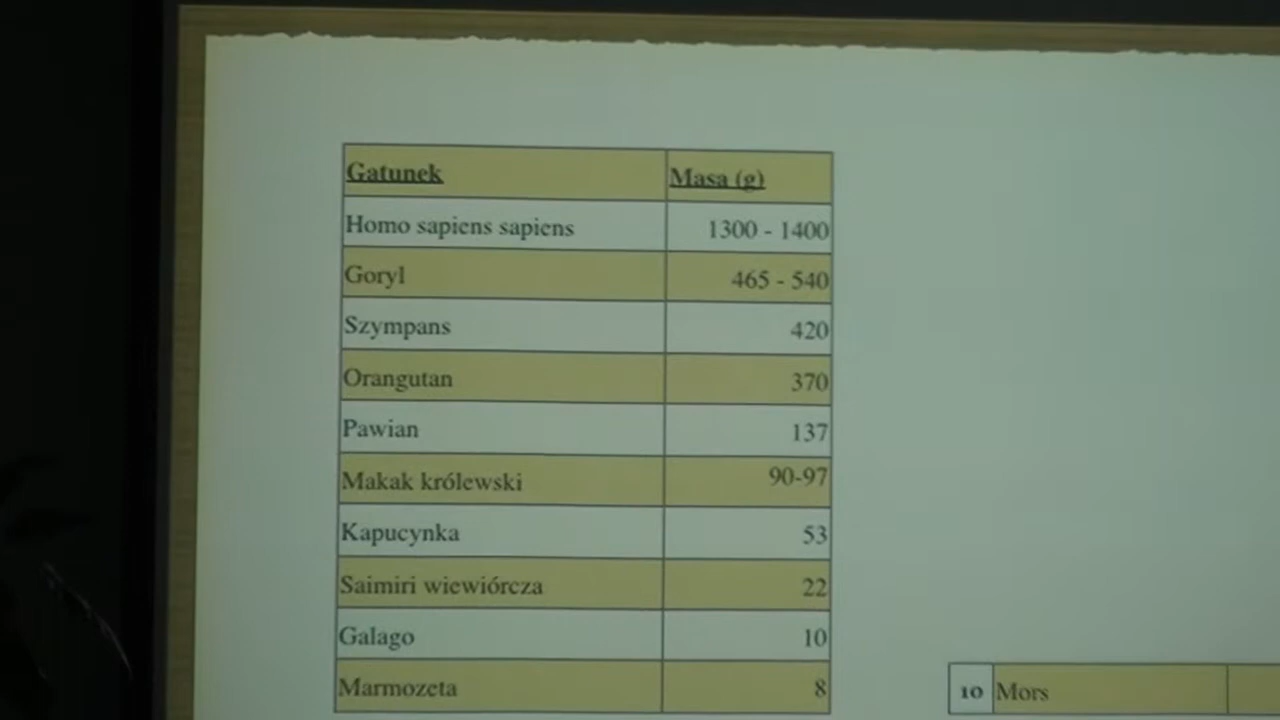 Gatunek Masa (g)
Homo sapiens sapiens 1300 - 1400
Goryl 465 - 540
Szympans 420
Orangutan 370
Pawian 137
Makak królewski 90-97
Kapucynka 53
Saimiri wiewiórcza 22
Galago 10
Marmozeta 8
10 Mors